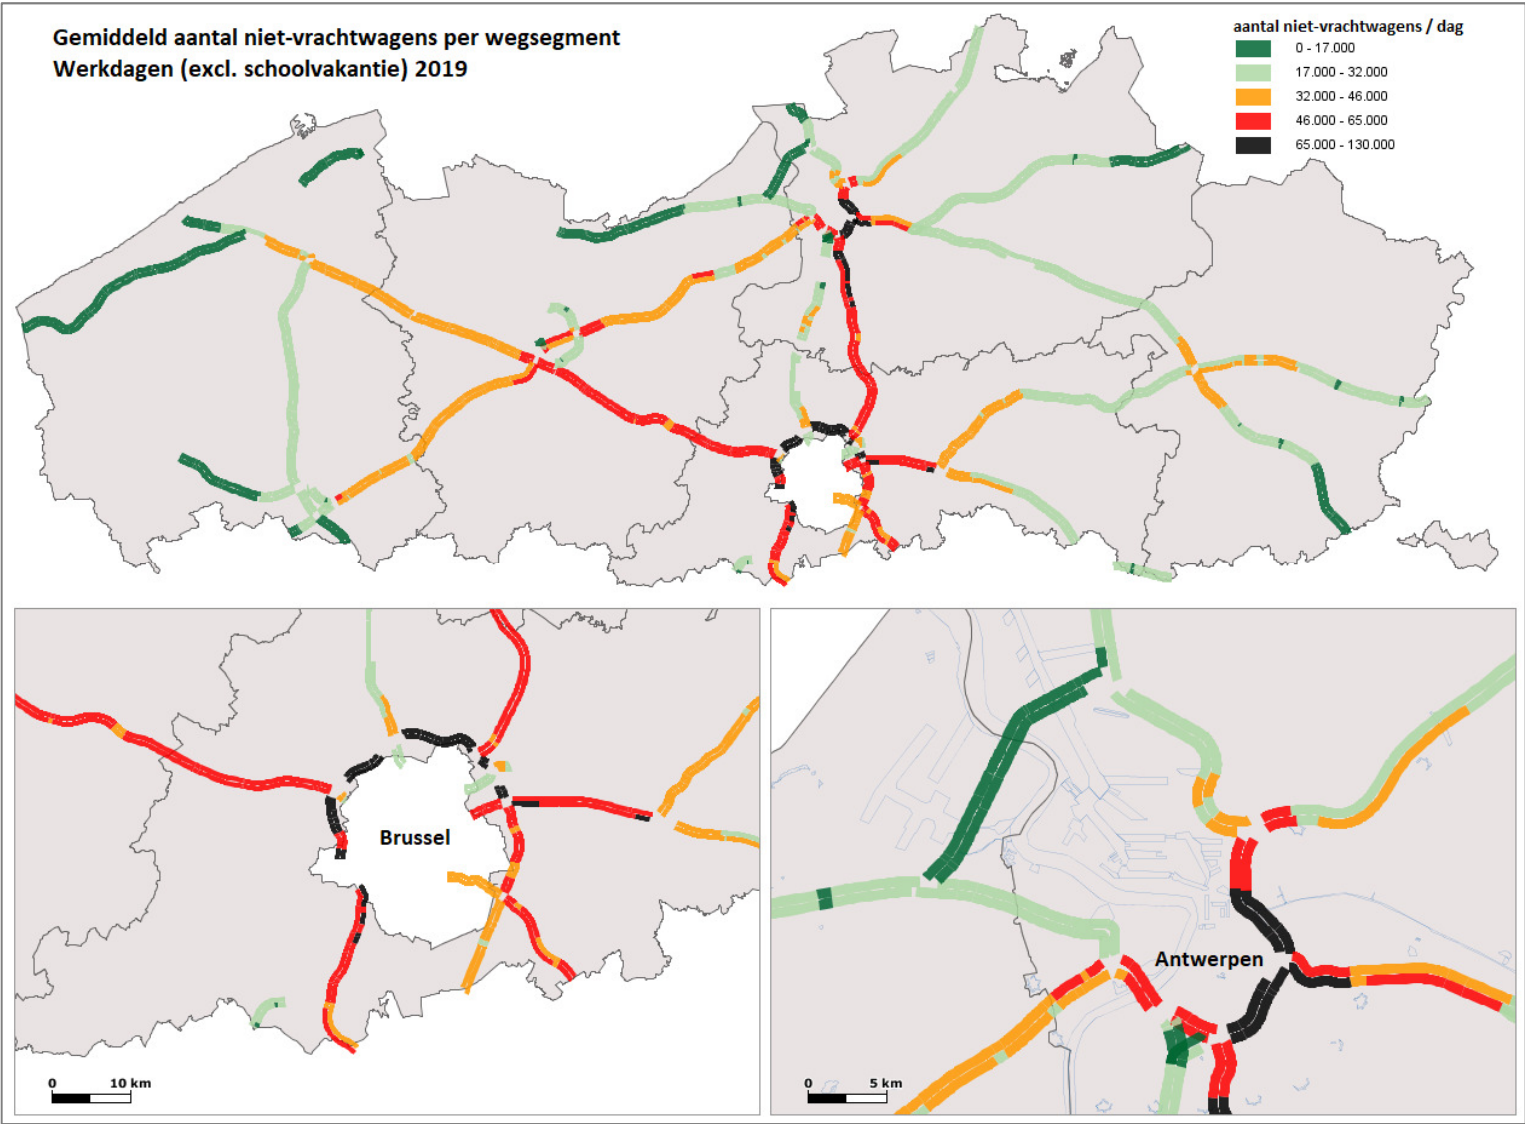 Gemiddeld aantal niet-vrachtwagens per wegsegment
Werkdagen (excl. schoolvakantie) 2019
aantal niet-vrachtwagens / dag
0 - 17.000
17.000 - 32.000
32.000 - 46.000
46.000 - 65.000
65.000 - 130.000
Brussel
0 10 km
Antwerpen
0 5 km